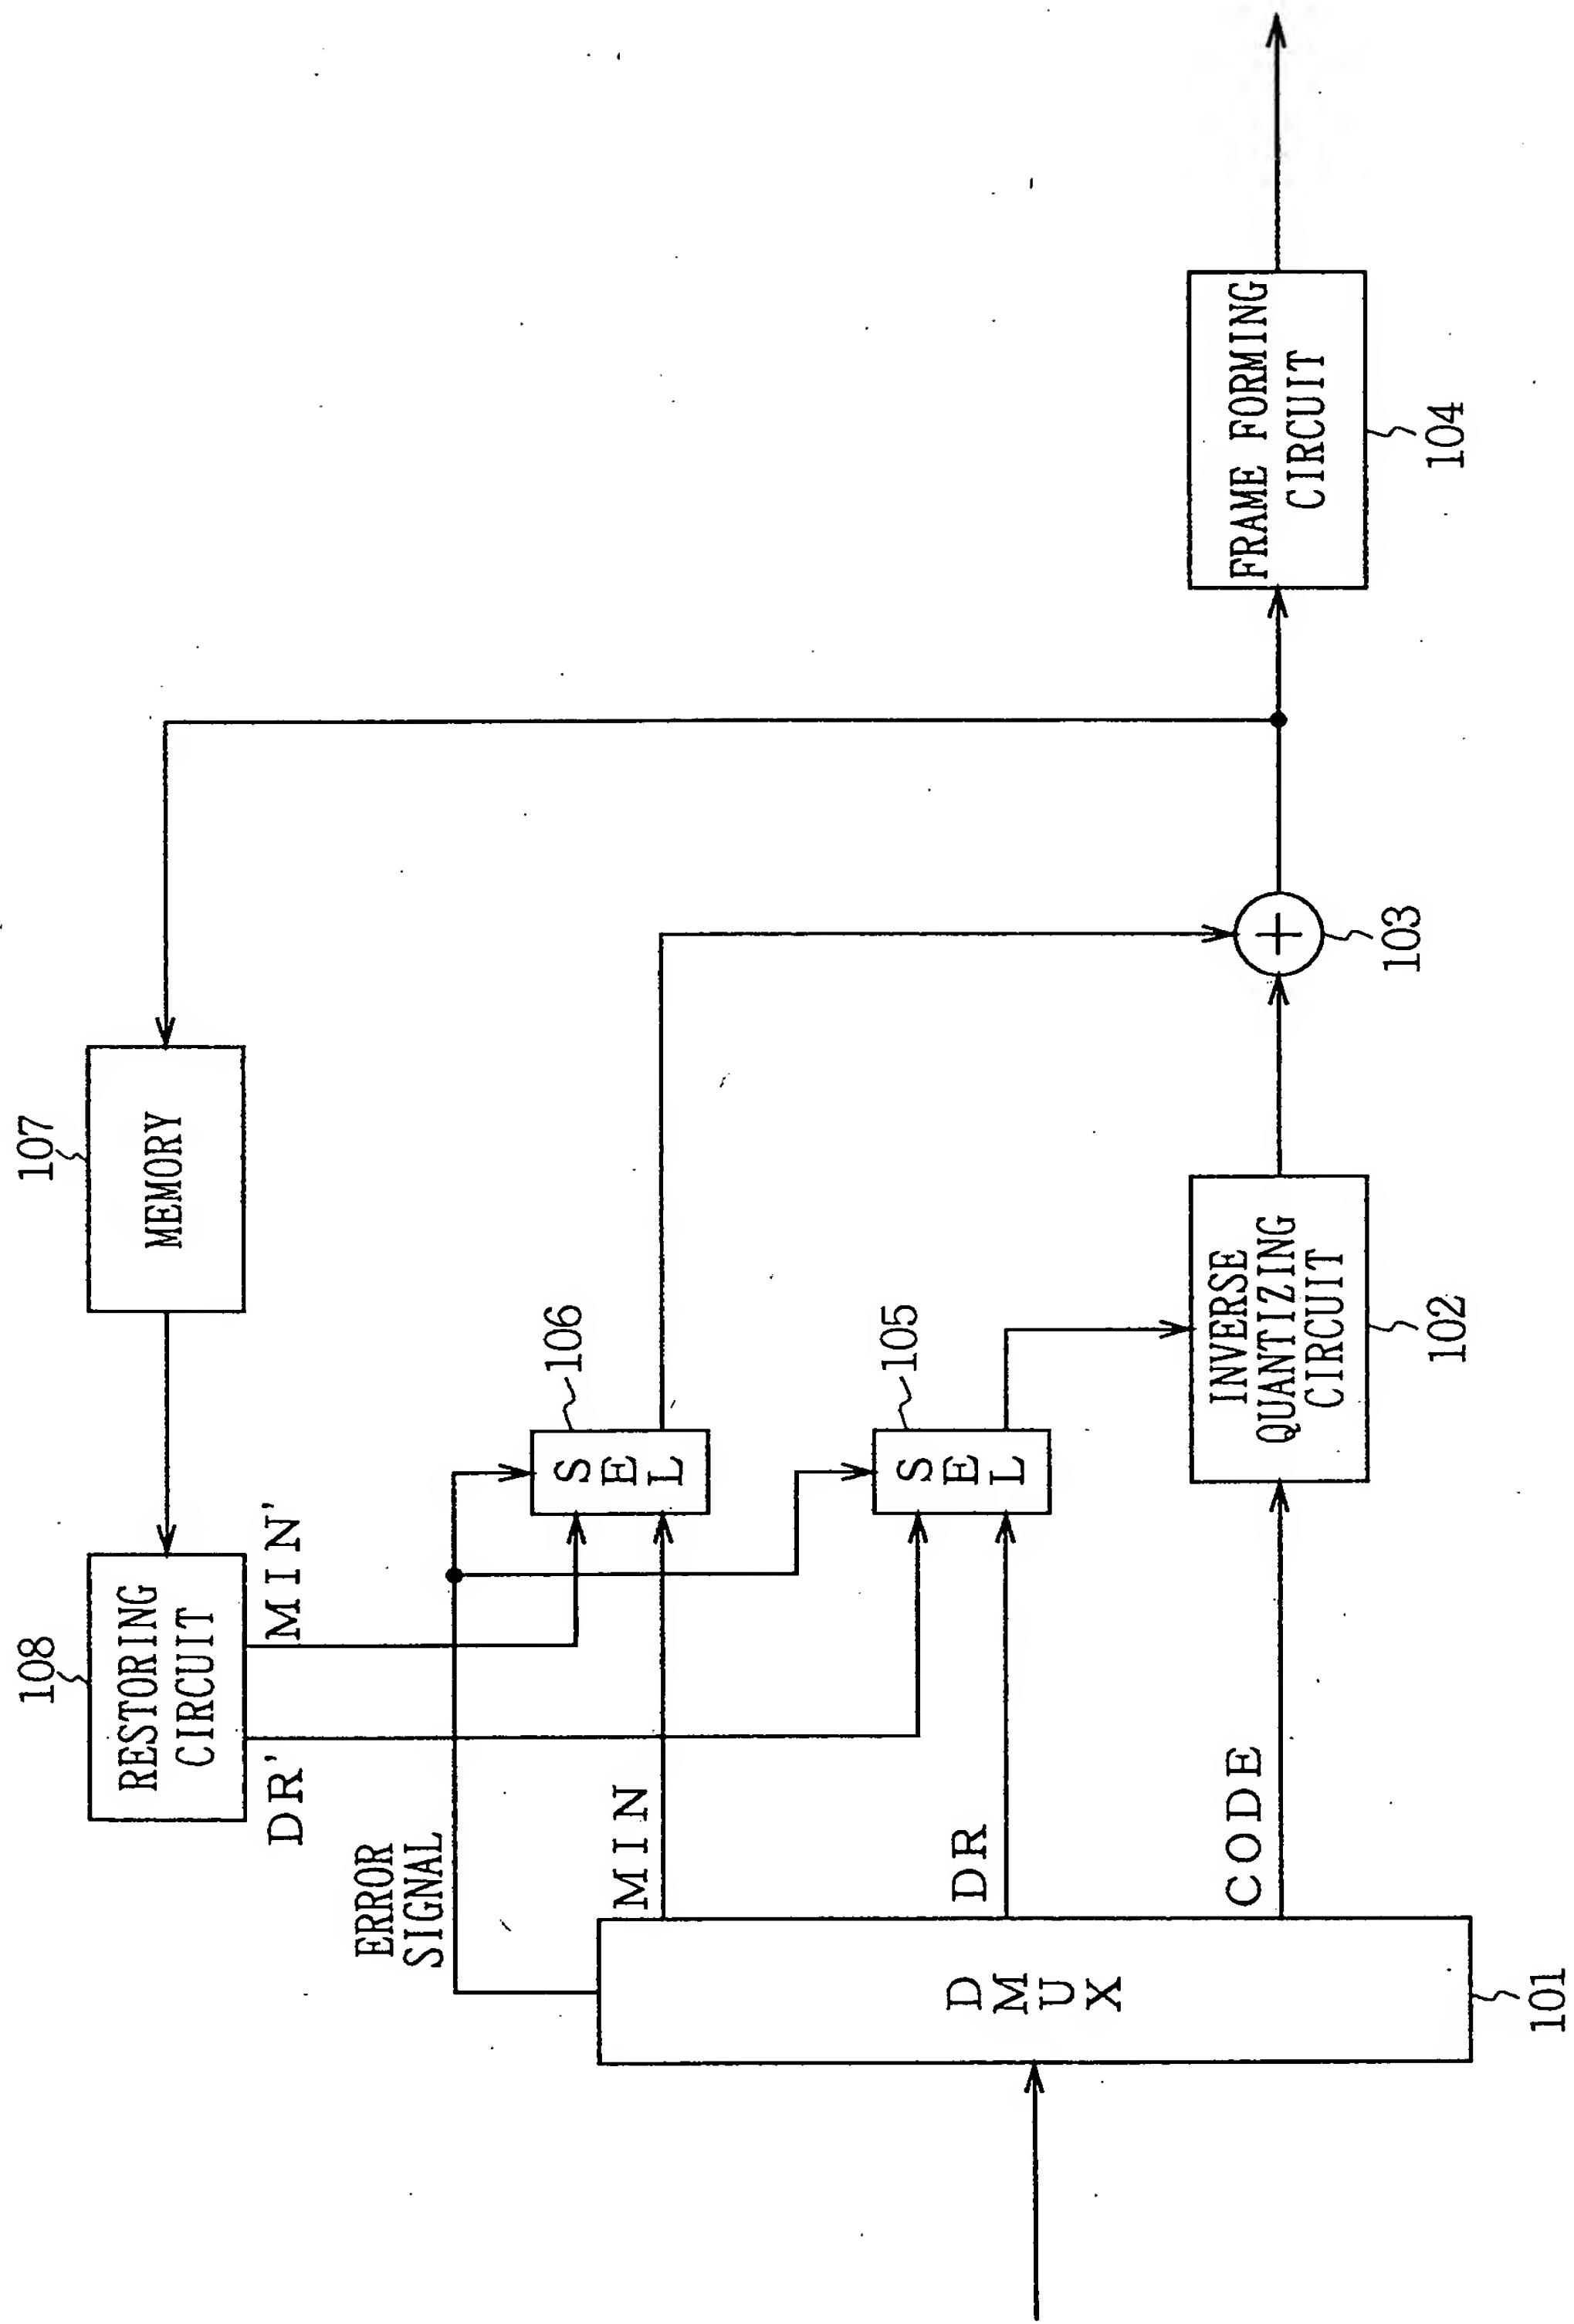 107
MEMORY
108
RESTORING
CIRCUIT
MIN'
DR'
106
SEL
105
SEL
ERROR
SIGNAL
MIN
DR
CODE
DMUX
101
INVERSE
QUANTIZING
CIRCUIT
102
103
+
FRAME FORMING
CIRCUIT
104